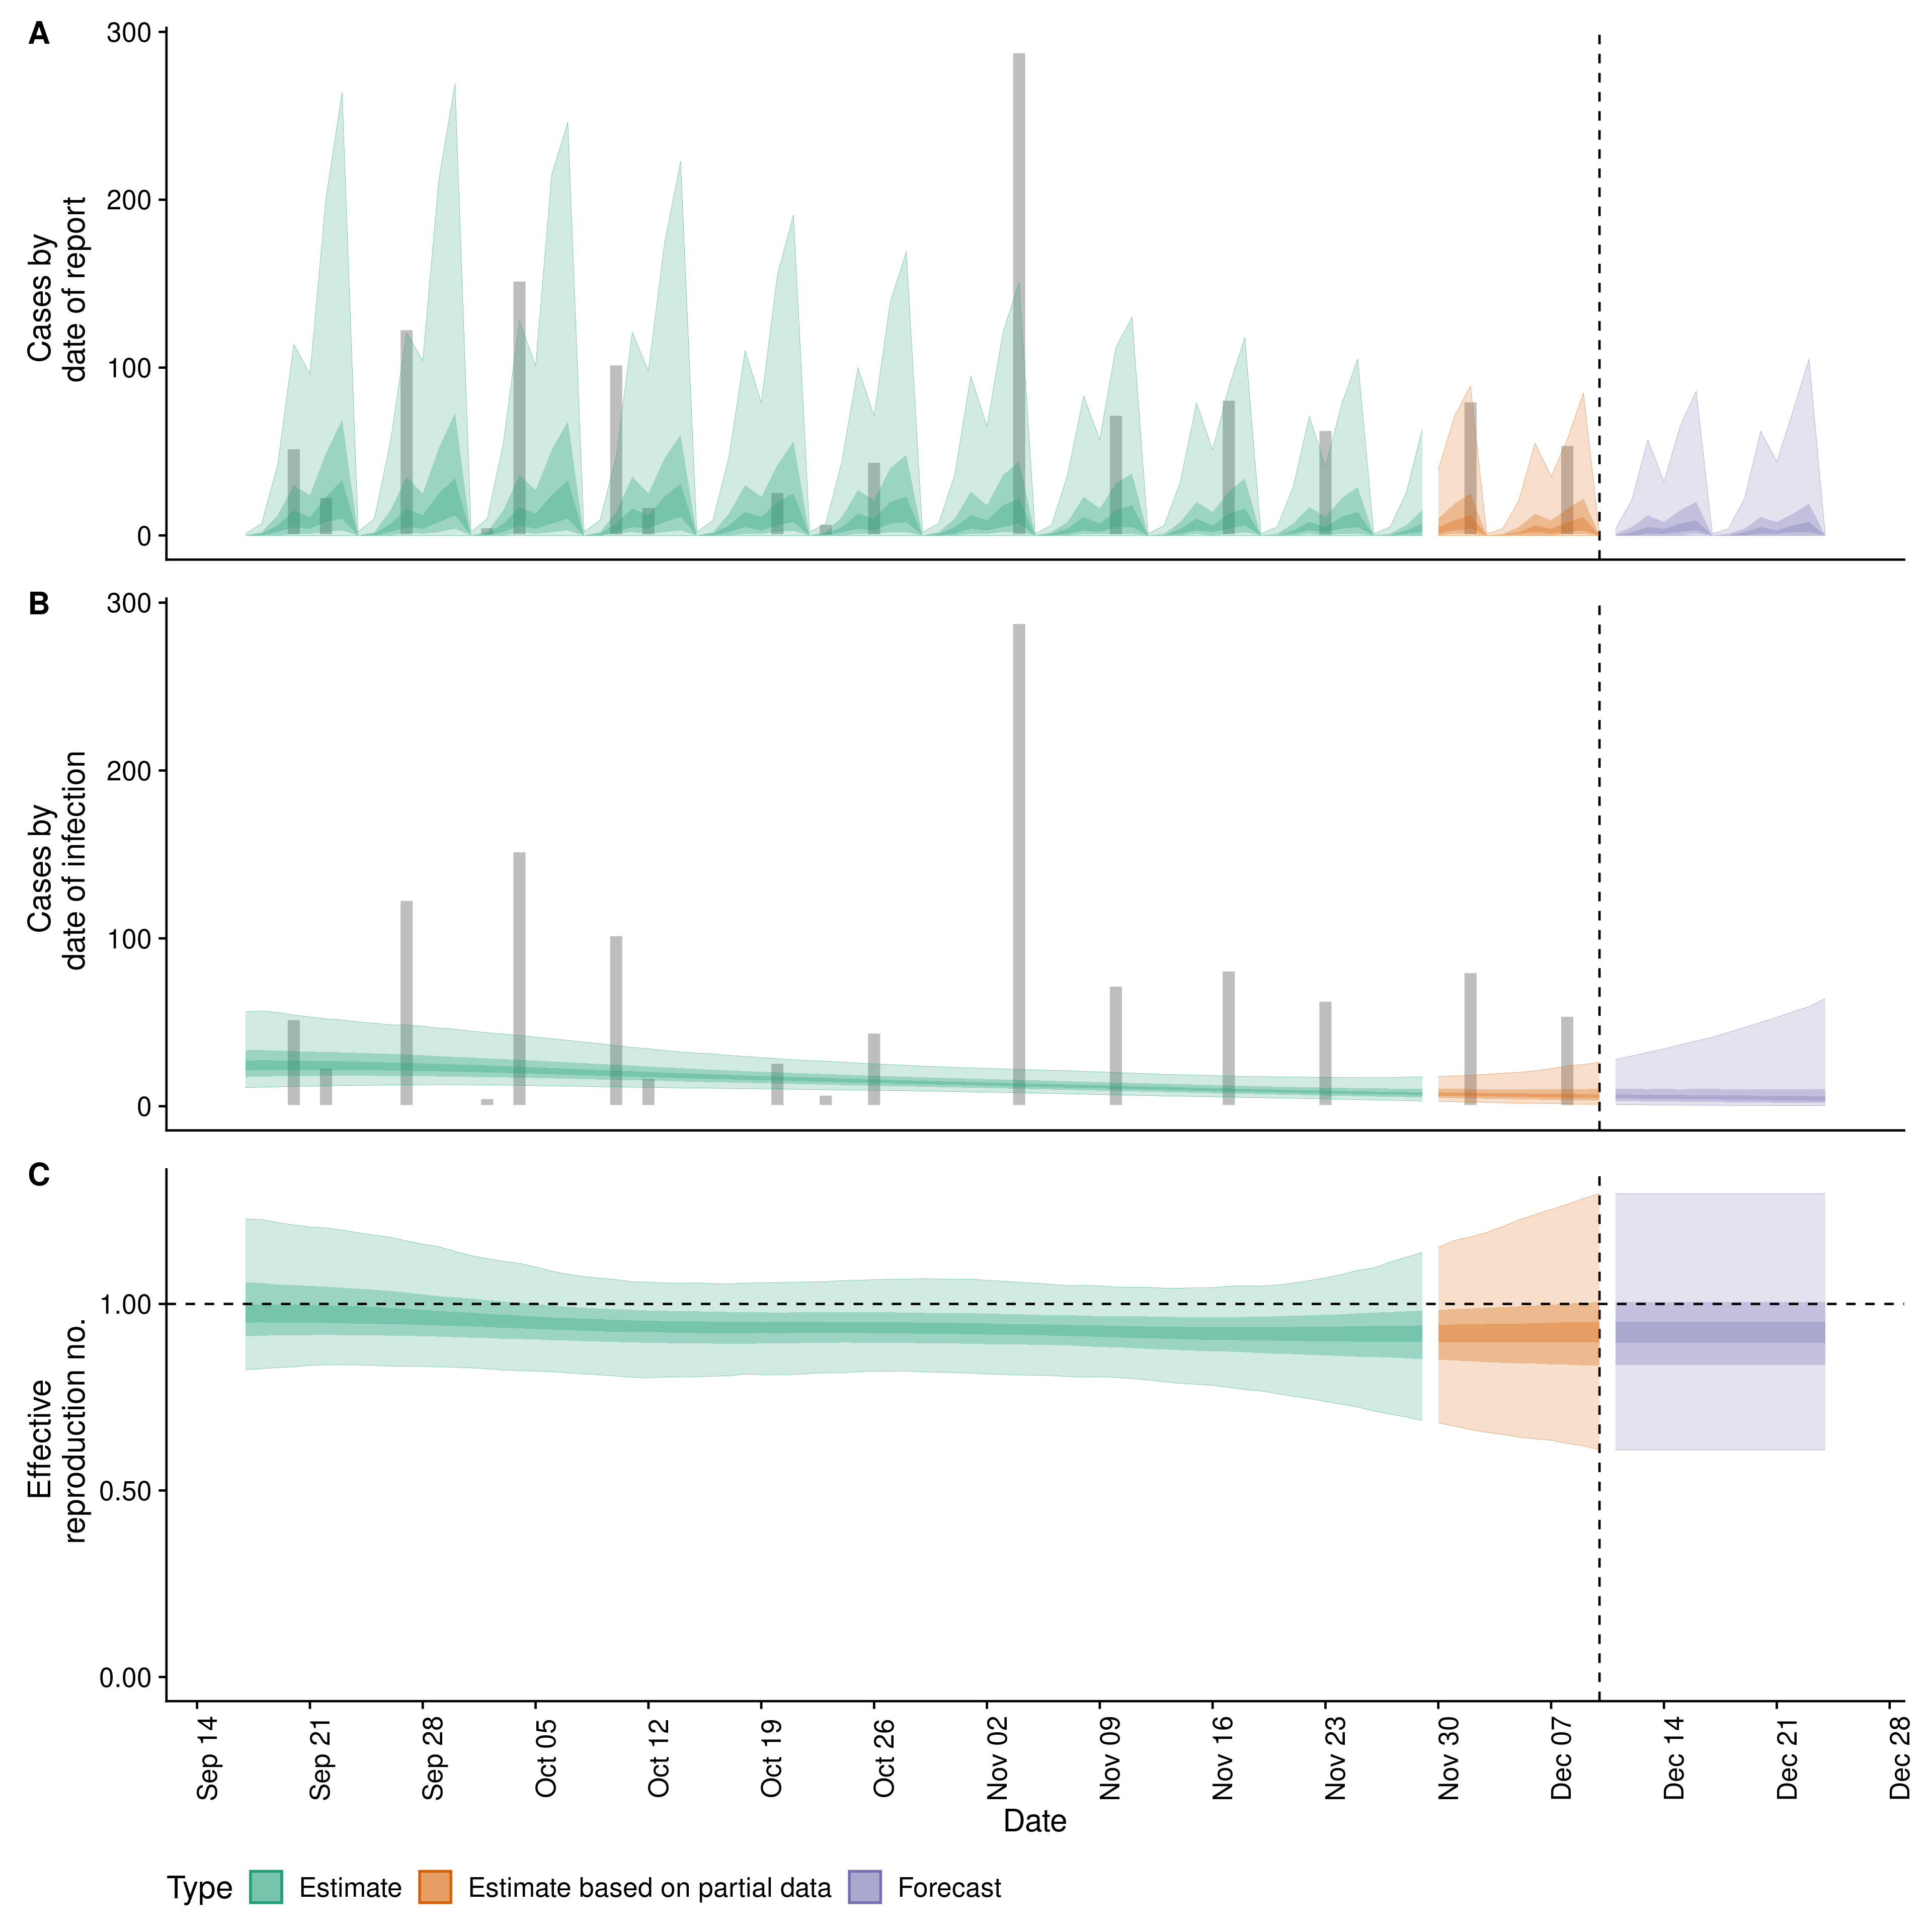 A
Cases by
date of report
300
200
100
0
B
Cases by
date of infection
300
200
100
0
C
Effective
reproduction no.
1.00
0.50
0.00
Sep 14
Sep 21
Sep 28
Oct 05
Oct 12
Oct 19
Oct 26
Nov 02
Nov 09
Nov 16
Nov 23
Nov 30
Dec 07
Dec 14
Dec 21
Dec 28
Date
Type Estimate Estimate based on partial data Forecast